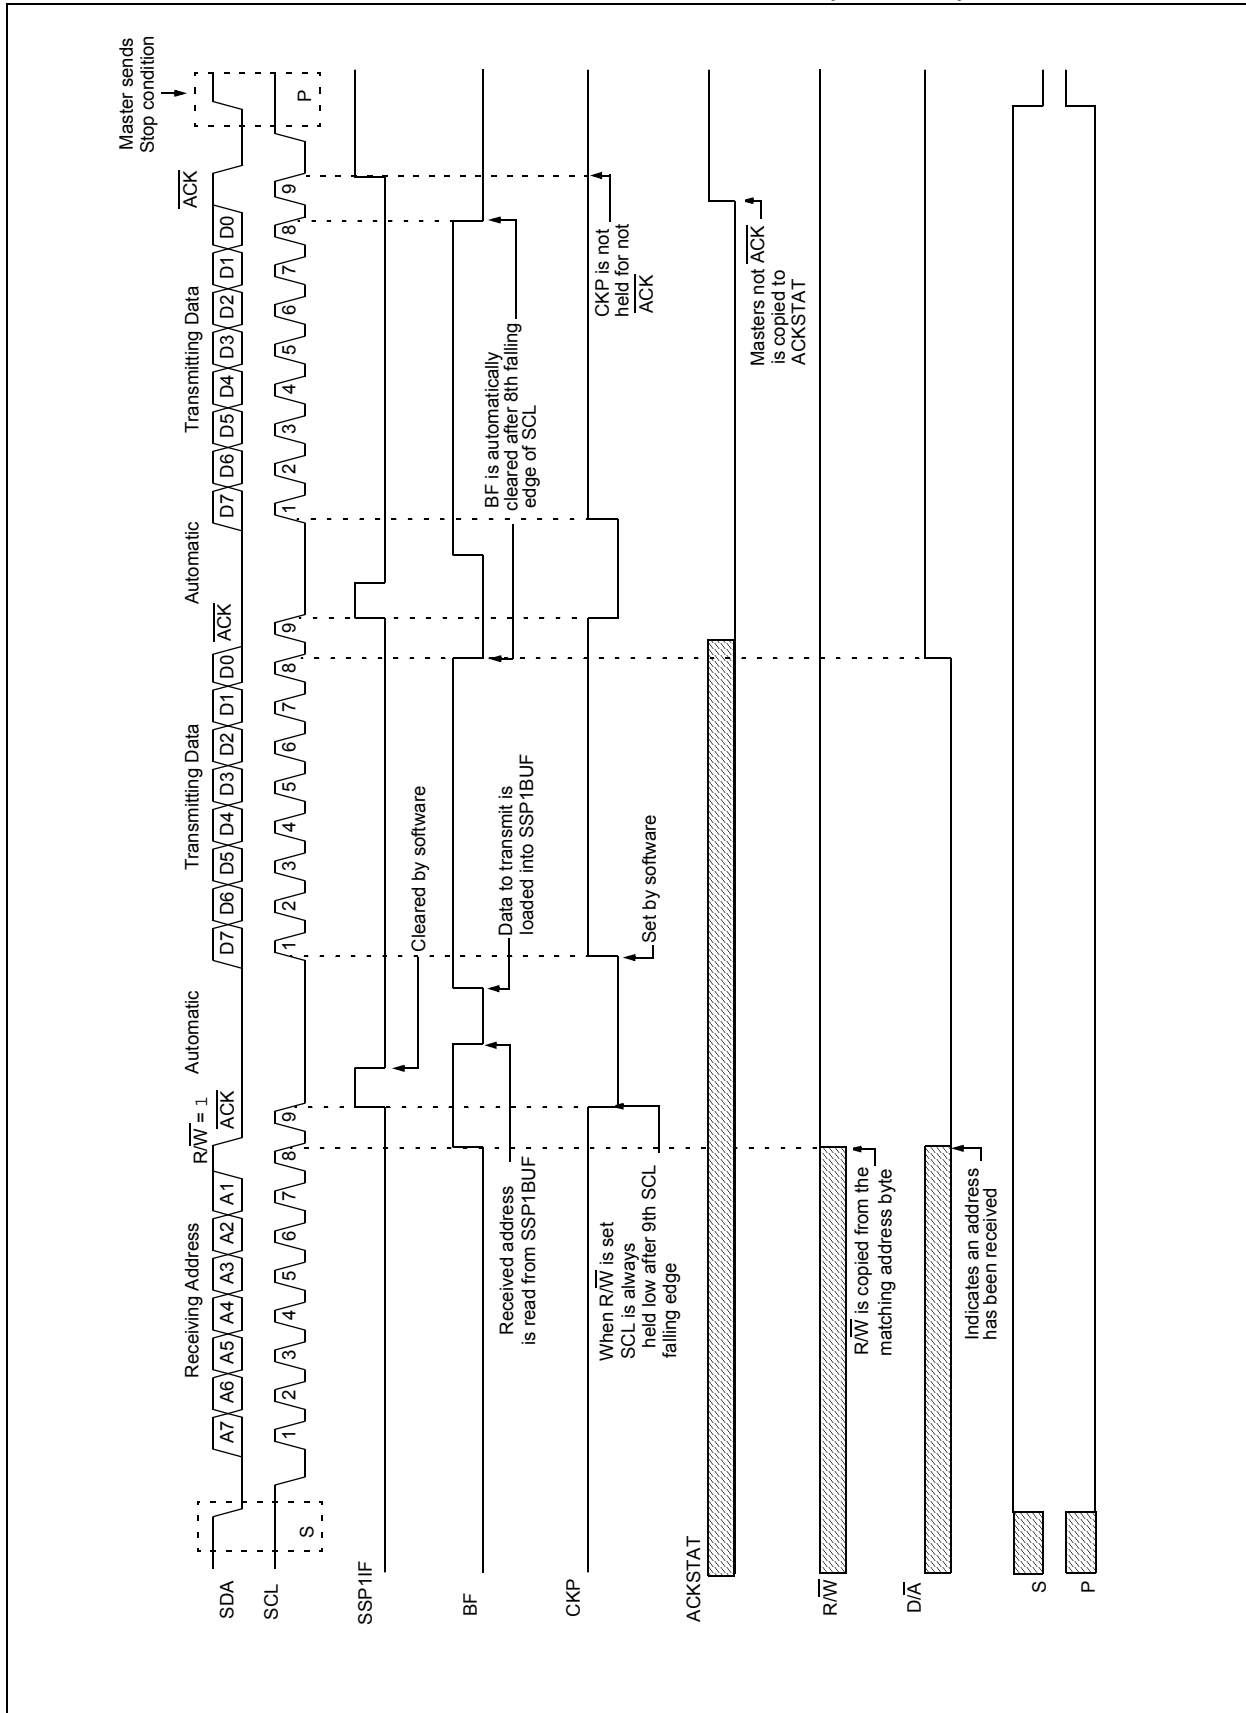 Master sends
Stop condition
Receiving Address
R/W̅ = 1
Automatic
Transmitting Data
Automatic
Transmitting Data
A̅C̅K̅
SDA
A7
A6
A5
A4
A3
A2
A1
A̅C̅K̅
D7
D6
D5
D4
D3
D2
D1
D0
A̅C̅K̅
D7
D6
D5
D4
D3
D2
D1
D0
SCL
S
1
2
3
4
5
6
7
8
9
1
2
3
4
5
6
7
8
9
1
2
3
4
5
6
7
8
9
P
SSP1IF
Cleared by software
BF
Received address
is read from SSP1BUF
Data to transmit is
loaded into SSP1BUF
BF is automatically
cleared after 8th falling
edge of SCL
CKP
When R/W̅ is set
SCL is always
held low after 9th SCL
falling edge
Set by software
CKP is not
held for not
A̅C̅K̅
ACKSTAT
Masters not A̅C̅K̅
is copied to
ACKSTAT
R/W̅
R/W̅ is copied from the
matching address byte
D/A̅
Indicates an address
has been received
S
P